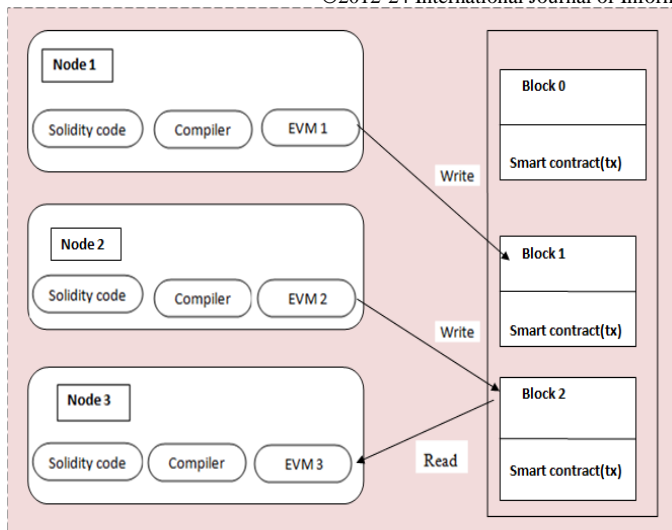 ©2012-24 International Journal of Infor
Node 1
Solidity code
Compiler
EVM 1
Write
Block 0
Smart contract(tx)
Node 2
Solidity code
Compiler
EVM 2
Write
Block 1
Smart contract(tx)
Node 3
Solidity code
Compiler
EVM 3
Read
Block 2
Smart contract(tx)